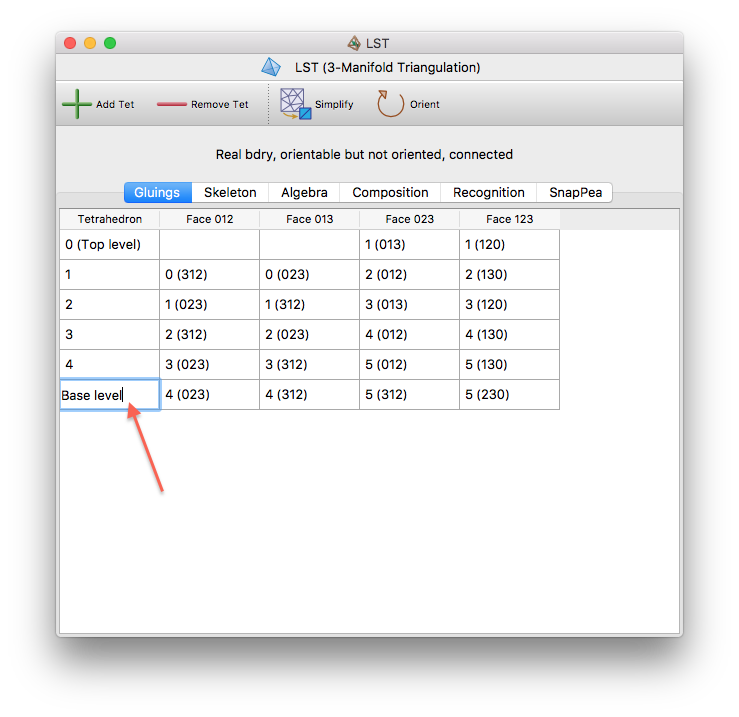 LST
LST (3-Manifold Triangulation)
Add Tet Remove Tet Simplify Orient
Real bdry, orientable but not oriented, connected
Gluings Skeleton Algebra Composition Recognition SnapPea
Tetrahedron Face 012 Face 013 Face 023 Face 123
0 (Top level) 1 (013) 1 (120)
1 0 (312) 0 (023) 2 (012) 2 (130)
2 1 (023) 1 (312) 3 (013) 3 (120)
3 2 (312) 2 (023) 4 (012) 4 (130)
4 3 (023) 3 (312) 5 (012) 5 (130)
Base level 4 (023) 4 (312) 5 (312) 5 (230)